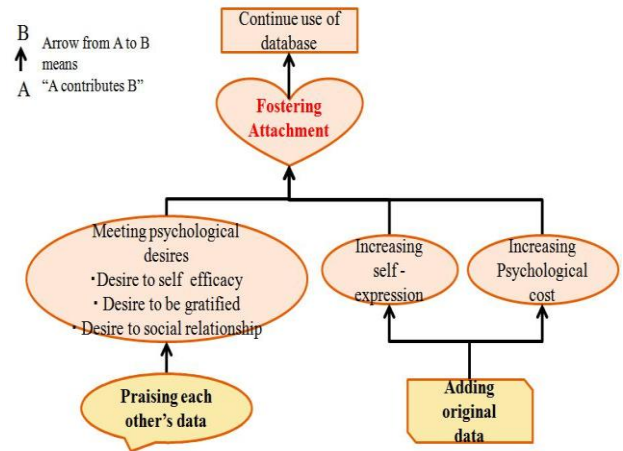 B
Arrow from A to B
means
A
“A contributes B”
Continue use of
database
Fostering
Attachment
Meeting psychological
desires
・Desire to self efficacy
・Desire to be gratified
・Desire to social relationship
Increasing
self -
expression
Increasing
Psychological
cost
Praising each
other’s data
Adding
original
data